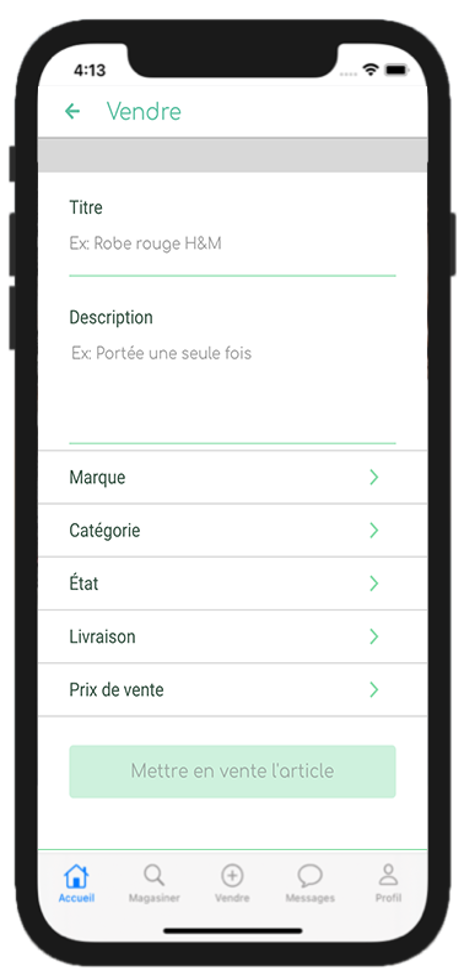 4:13
Vendre
Titre
Ex: Robe rouge H&M
Description
Ex: Portée une seule fois
Marque
Catégorie
État
Livraison
Prix de vente
Mettre en vente l'article
Accueil
Magasiner
Vendre
Messages
Profil